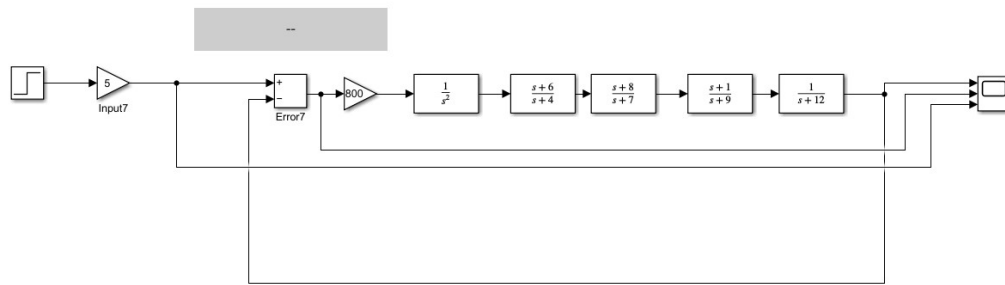 --
5
Input7
+
−
Error7
800
1
s²
s + 6
s + 4
s + 8
s + 7
s + 1
s + 9
1
s + 12